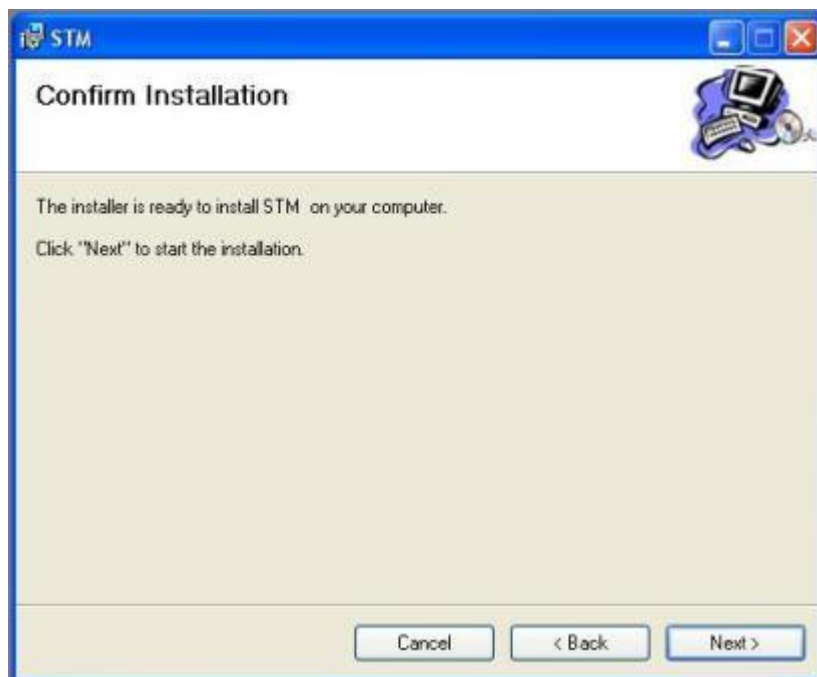 STM
Confirm Installation
The installer is ready to install STM on your computer.
Click "Next" to start the installation.
Cancel
< Back
Next >